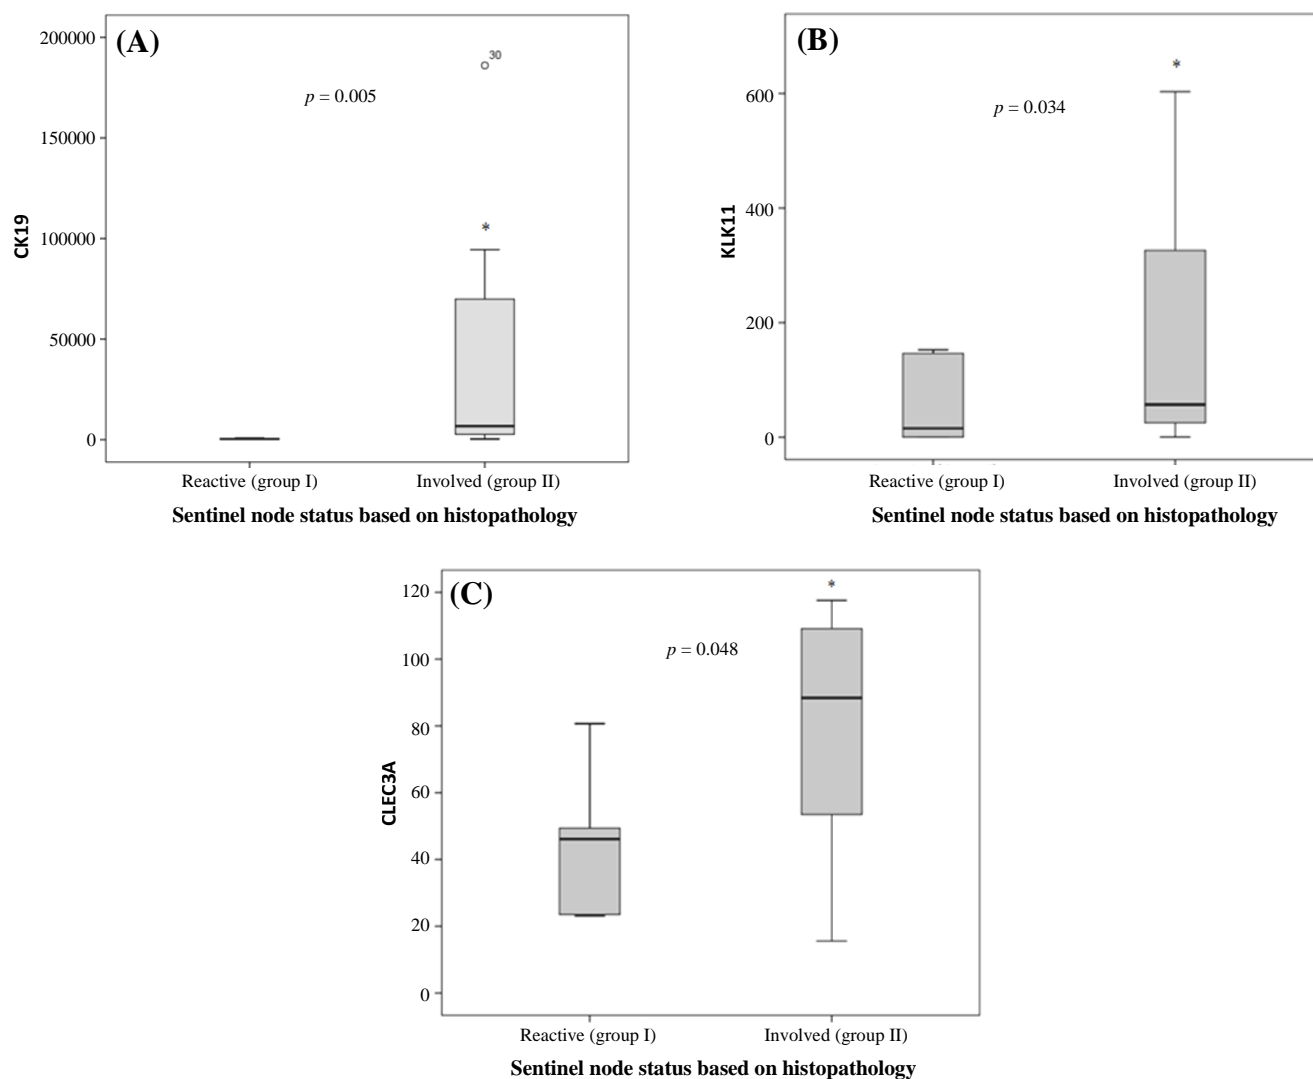 (A)
200000
150000
100000
50000
0
CK19
30
p = 0.005
*
Reactive (group I)
Involved (group II)
Sentinel node status based on histopathology
(B)
600
400
200
0
KLK11
p = 0.034
*
Reactive (group I)
Involved (group II)
Sentinel node status based on histopathology
(C)
120
100
80
60
40
20
0
CLEC3A
p = 0.048
*
Reactive (group I)
Involved (group II)
Sentinel node status based on histopathology